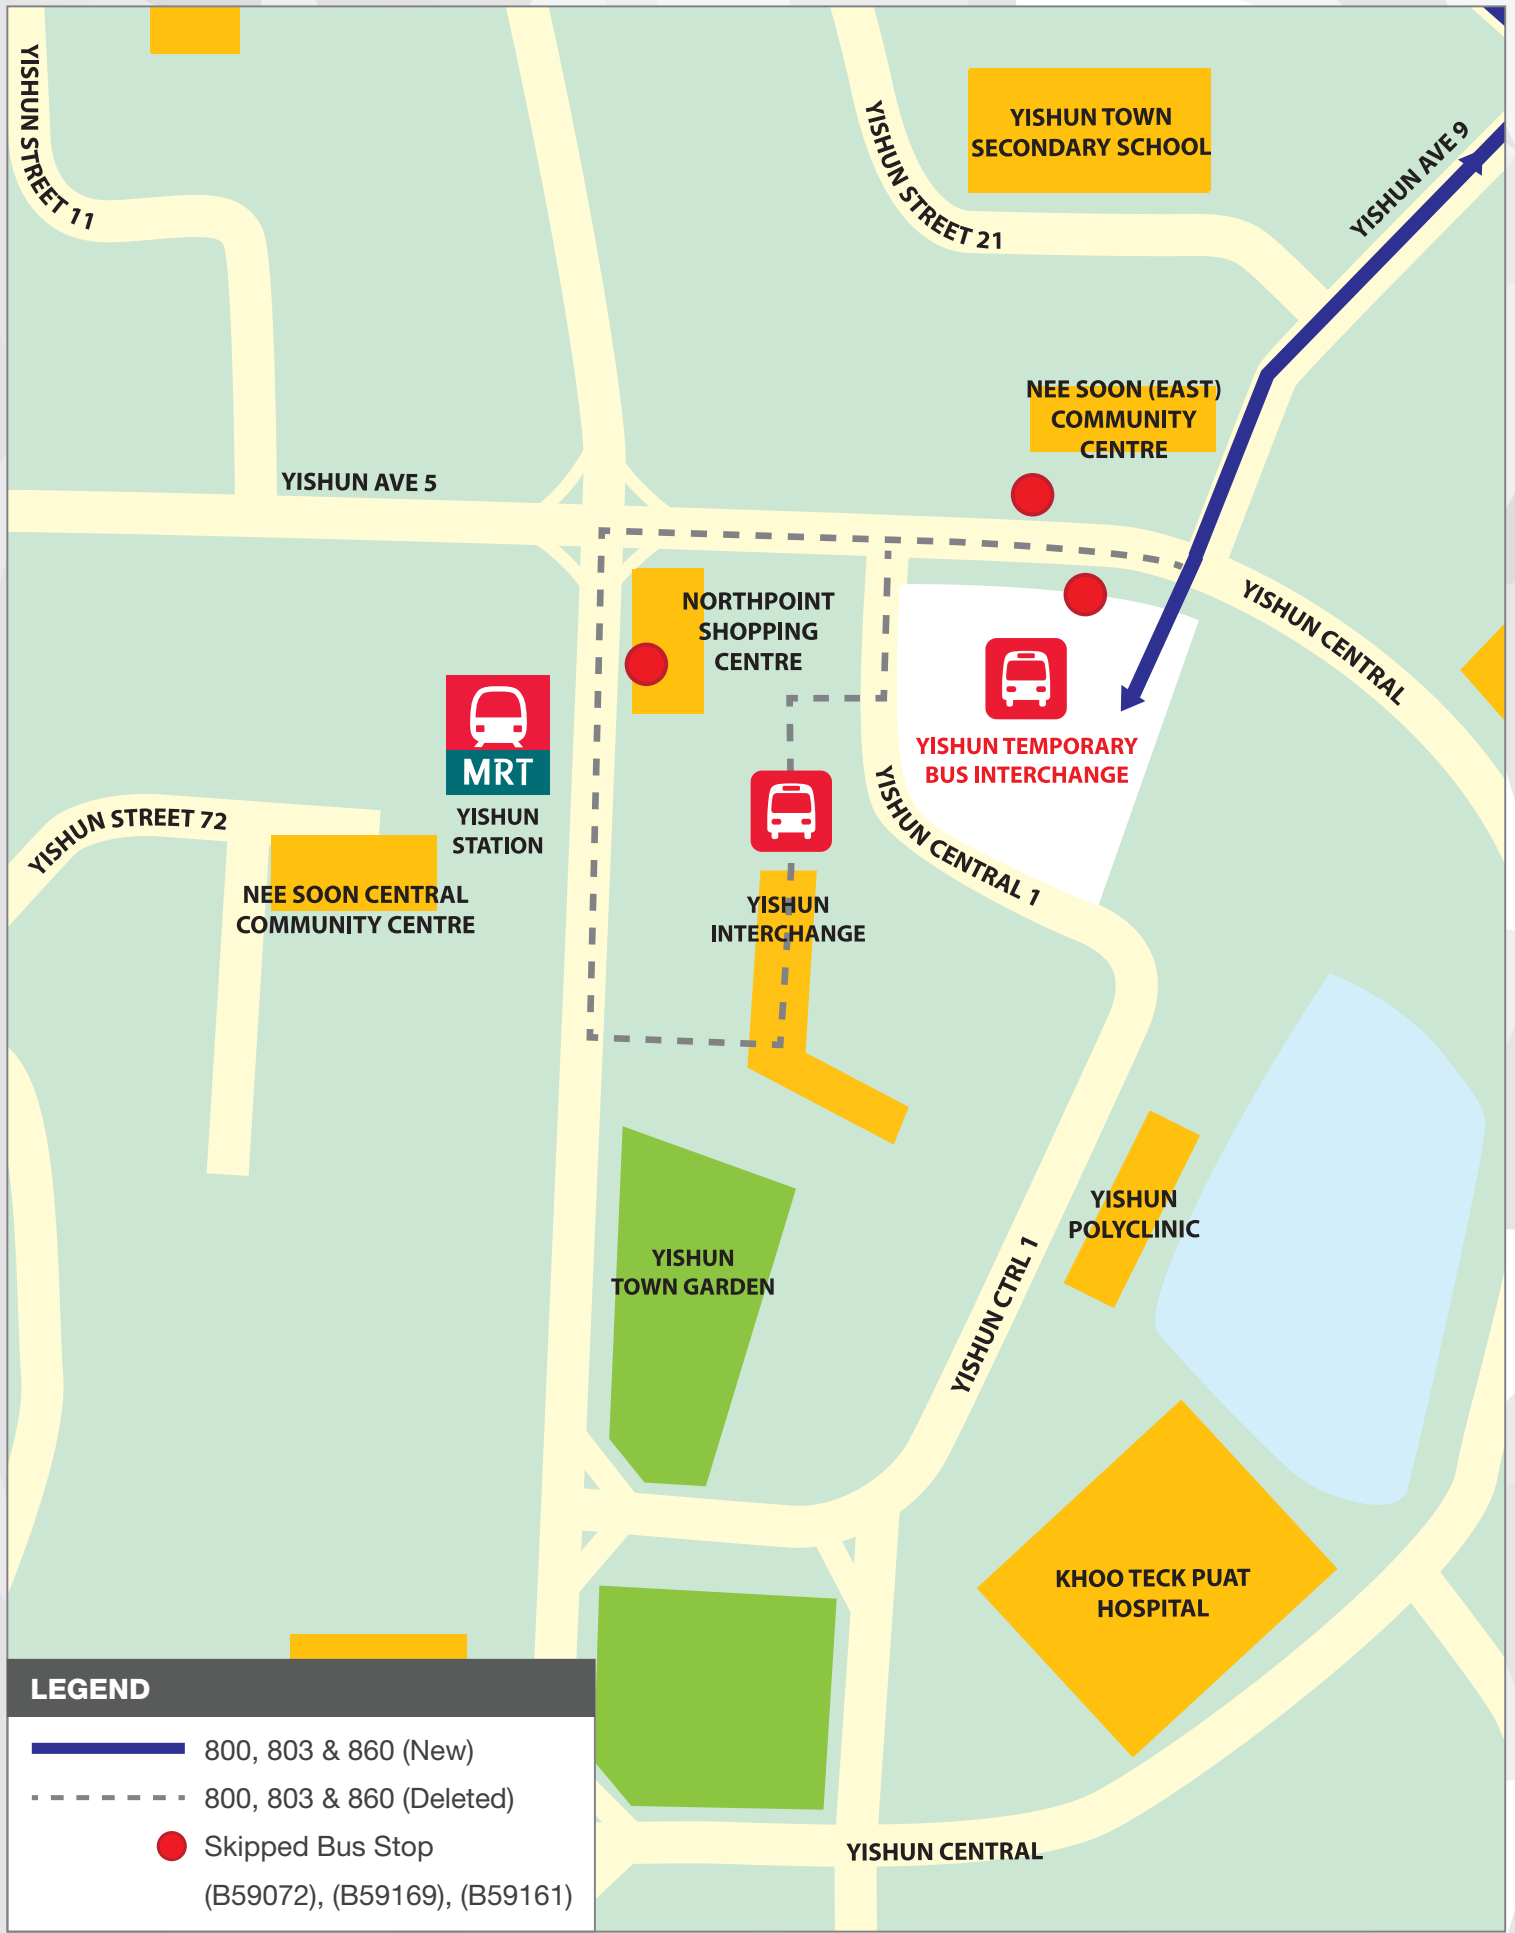 YISHUN STREET 11
YISHUN STREET 21
YISHUN TOWN
SECONDARY SCHOOL
YISHUN AVE 9
NEE SOON (EAST)
COMMUNITY
CENTRE
YISHUN AVE 5
NORTHPOINT
SHOPPING
CENTRE
YISHUN CENTRAL
MRT
YISHUN
STATION
YISHUN TEMPORARY
BUS INTERCHANGE
YISHUN STREET 72
YISHUN CENTRAL 1
NEE SOON CENTRAL
COMMUNITY CENTRE
YISHUN
INTERCHANGE
YISHUN
POLYCLINIC
YISHUN
TOWN GARDEN
YISHUN CTRL 1
KHOO TECK PUAT
HOSPITAL
LEGEND
800, 803 & 860 (New)
800, 803 & 860 (Deleted)
Skipped Bus Stop
(B59072), (B59169), (B59161)
YISHUN CENTRAL